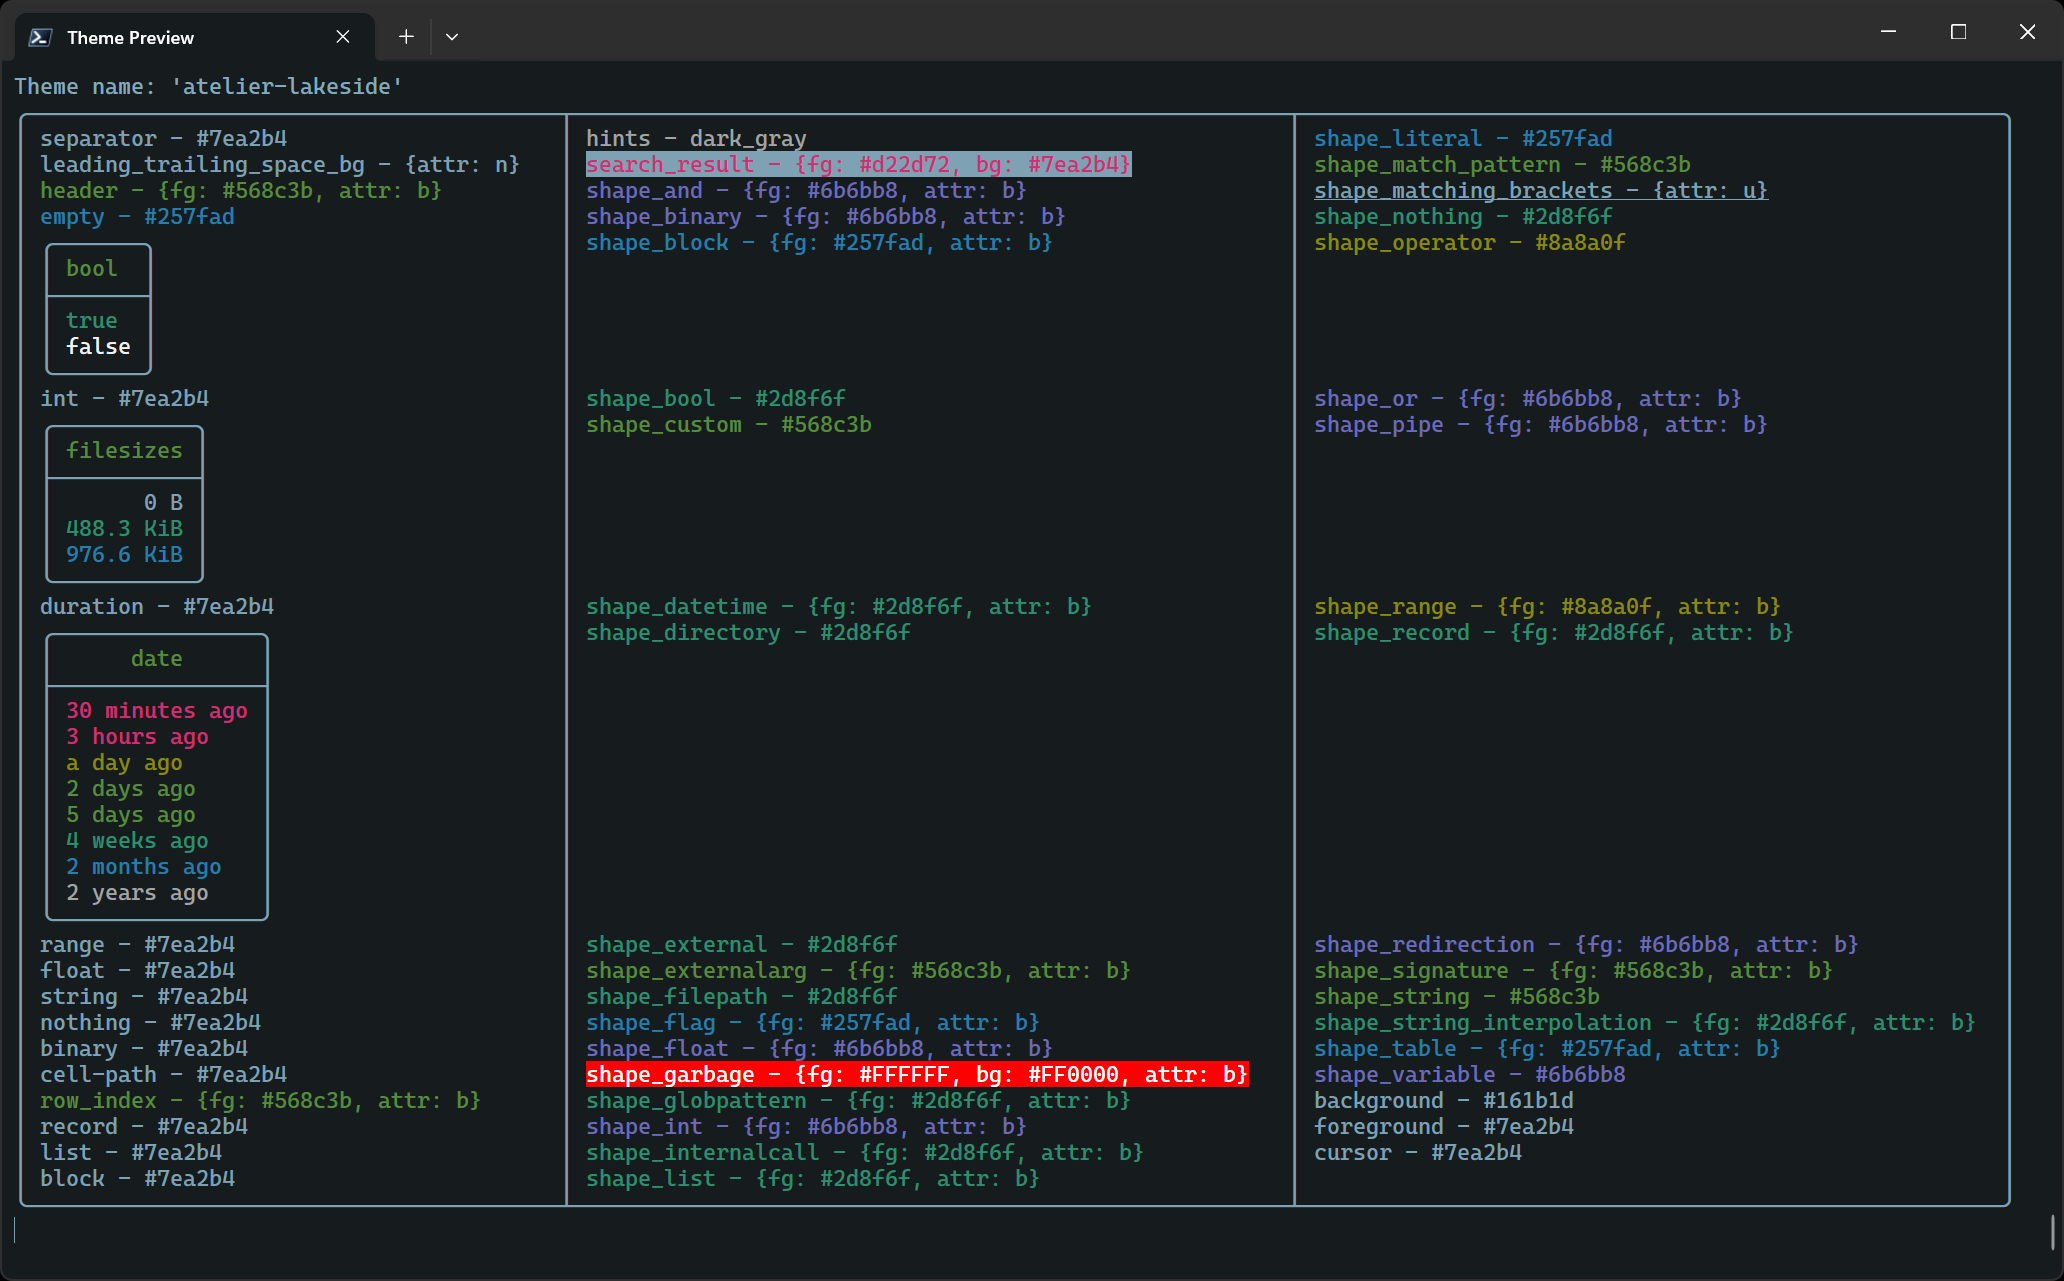 Theme Preview
Theme name: 'atelier-lakeside'
separator - #7ea2b4
leading_trailing_space_bg - {attr: n}
header - {fg: #568c3b, attr: b}
empty - #257fad
bool
true
false
int - #7ea2b4
filesizes
0 B
488.3 KiB
976.6 KiB
duration - #7ea2b4
date
30 minutes ago
3 hours ago
a day ago
2 days ago
5 days ago
4 weeks ago
2 months ago
2 years ago
range - #7ea2b4
float - #7ea2b4
string - #7ea2b4
nothing - #7ea2b4
binary - #7ea2b4
cell-path - #7ea2b4
row_index - {fg: #568c3b, attr: b}
record - #7ea2b4
list - #7ea2b4
block - #7ea2b4
hints - dark_gray
search_result - {fg: #d22d72, bg: #7ea2b4}
shape_and - {fg: #6b6bb8, attr: b}
shape_binary - {fg: #6b6bb8, attr: b}
shape_block - {fg: #257fad, attr: b}
shape_bool - #2d8f6f
shape_custom - #568c3b
shape_datetime - {fg: #2d8f6f, attr: b}
shape_directory - #2d8f6f
shape_external - #2d8f6f
shape_externalarg - {fg: #568c3b, attr: b}
shape_filepath - #2d8f6f
shape_flag - {fg: #257fad, attr: b}
shape_float - {fg: #6b6bb8, attr: b}
shape_garbage - {fg: #FFFFFF, bg: #FF0000, attr: b}
shape_globpattern - {fg: #2d8f6f, attr: b}
shape_int - {fg: #6b6bb8, attr: b}
shape_internalcall - {fg: #2d8f6f, attr: b}
shape_list - {fg: #2d8f6f, attr: b}
shape_literal - #257fad
shape_match_pattern - #568c3b
shape_matching_brackets - {attr: u}
shape_nothing - #2d8f6f
shape_operator - #8a8a0f
shape_or - {fg: #6b6bb8, attr: b}
shape_pipe - {fg: #6b6bb8, attr: b}
shape_range - {fg: #8a8a0f, attr: b}
shape_record - {fg: #2d8f6f, attr: b}
shape_redirection - {fg: #6b6bb8, attr: b}
shape_signature - {fg: #568c3b, attr: b}
shape_string - #568c3b
shape_string_interpolation - {fg: #2d8f6f, attr: b}
shape_table - {fg: #257fad, attr: b}
shape_variable - #6b6bb8
background - #161b1d
foreground - #7ea2b4
cursor - #7ea2b4